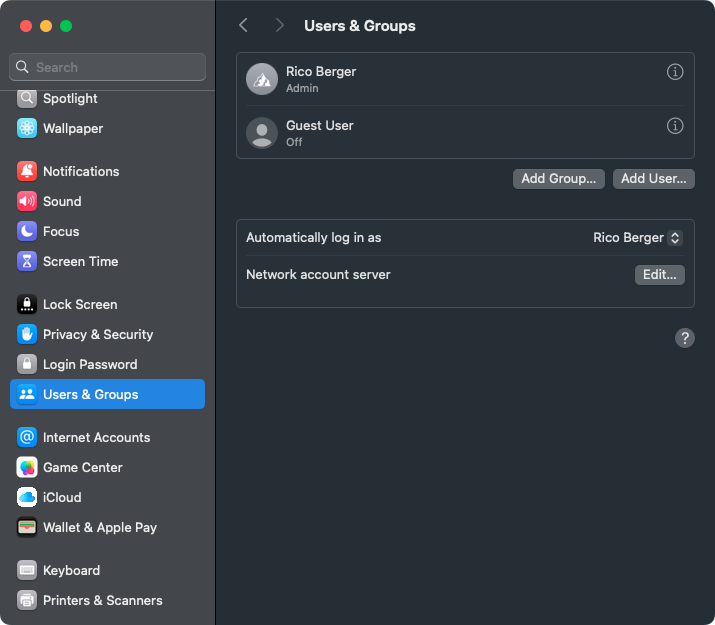 Search
Spotlight
Wallpaper
Notifications
Sound
Focus
Screen Time
Lock Screen
Privacy & Security
Login Password
Users & Groups
Internet Accounts
Game Center
iCloud
Wallet & Apple Pay
Keyboard
Printers & Scanners
Users & Groups
Rico Berger
Admin
Guest User
Off
Add Group... Add User...
Automatically log in as Rico Berger
Network account server Edit...
?